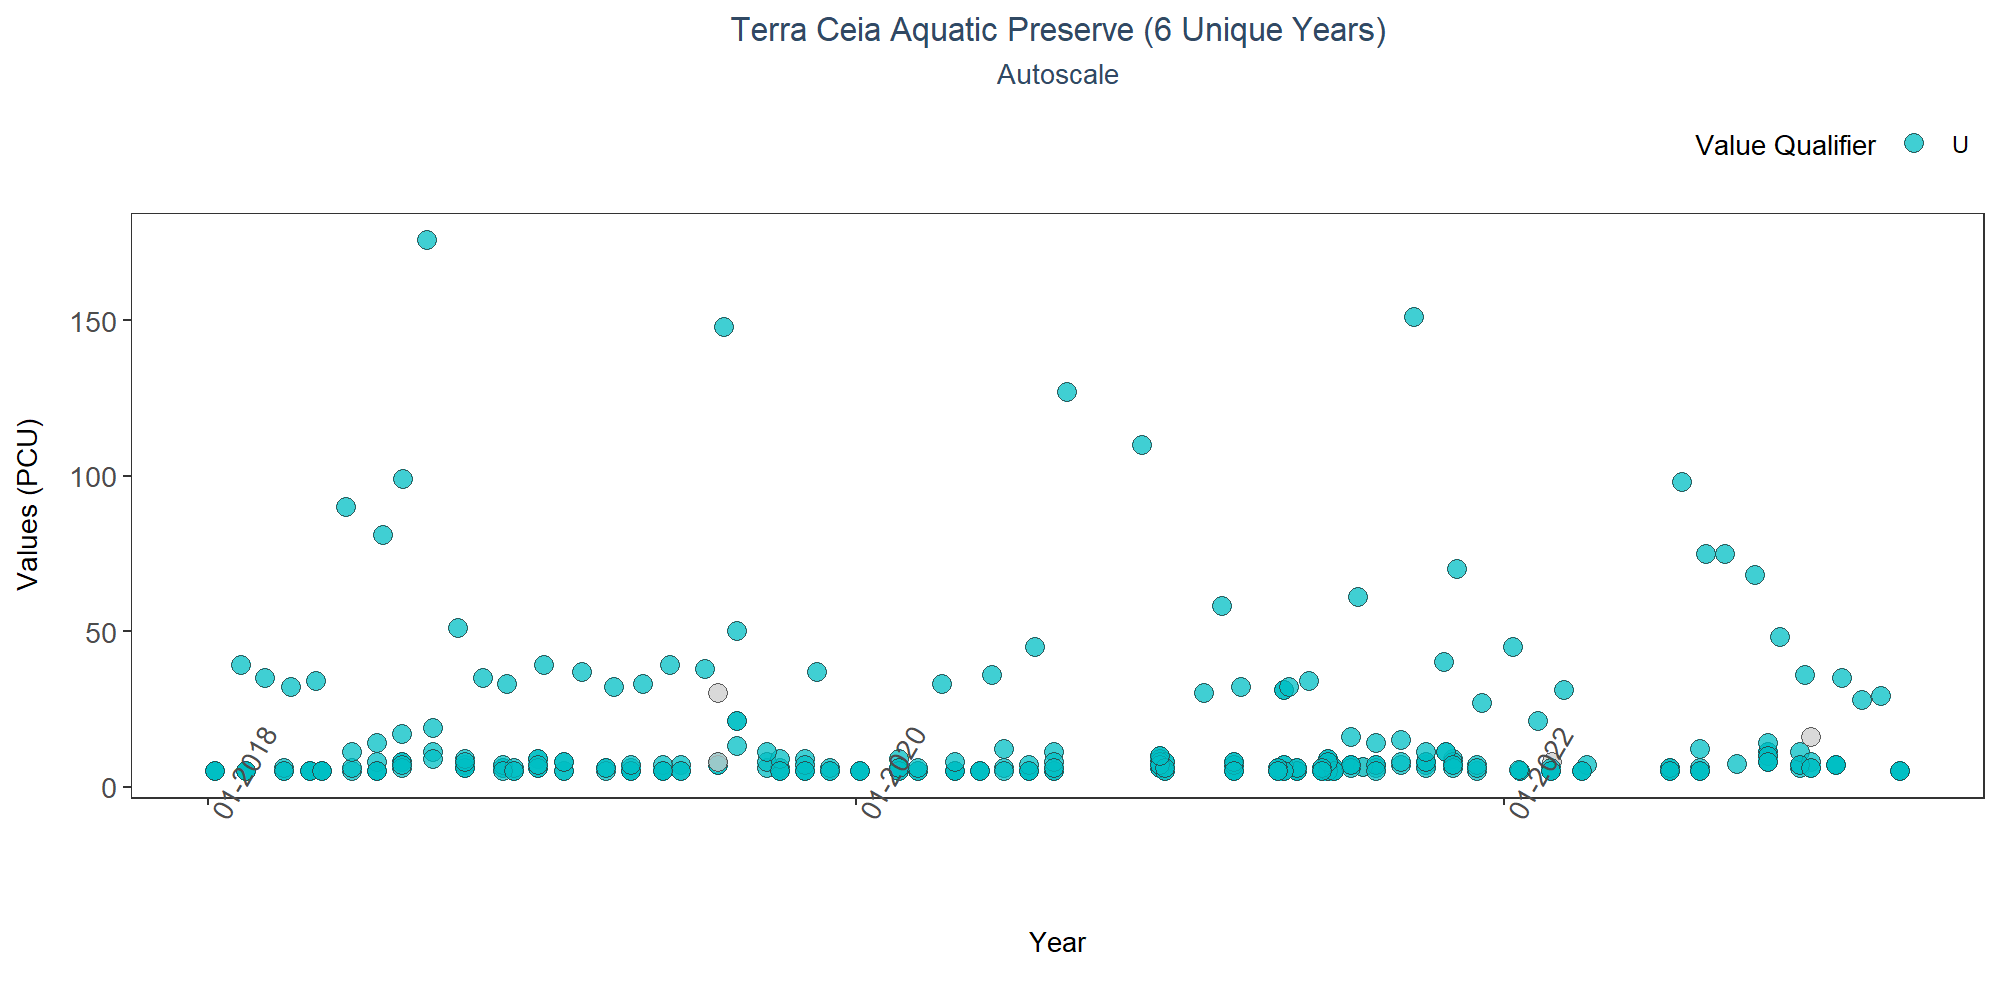 Terra Ceia Aquatic Preserve (6 Unique Years)
Autoscale
Value Qualifier U
Values (PCU)
150
100
50
0
01-2018
01-2020
01-2022
Year